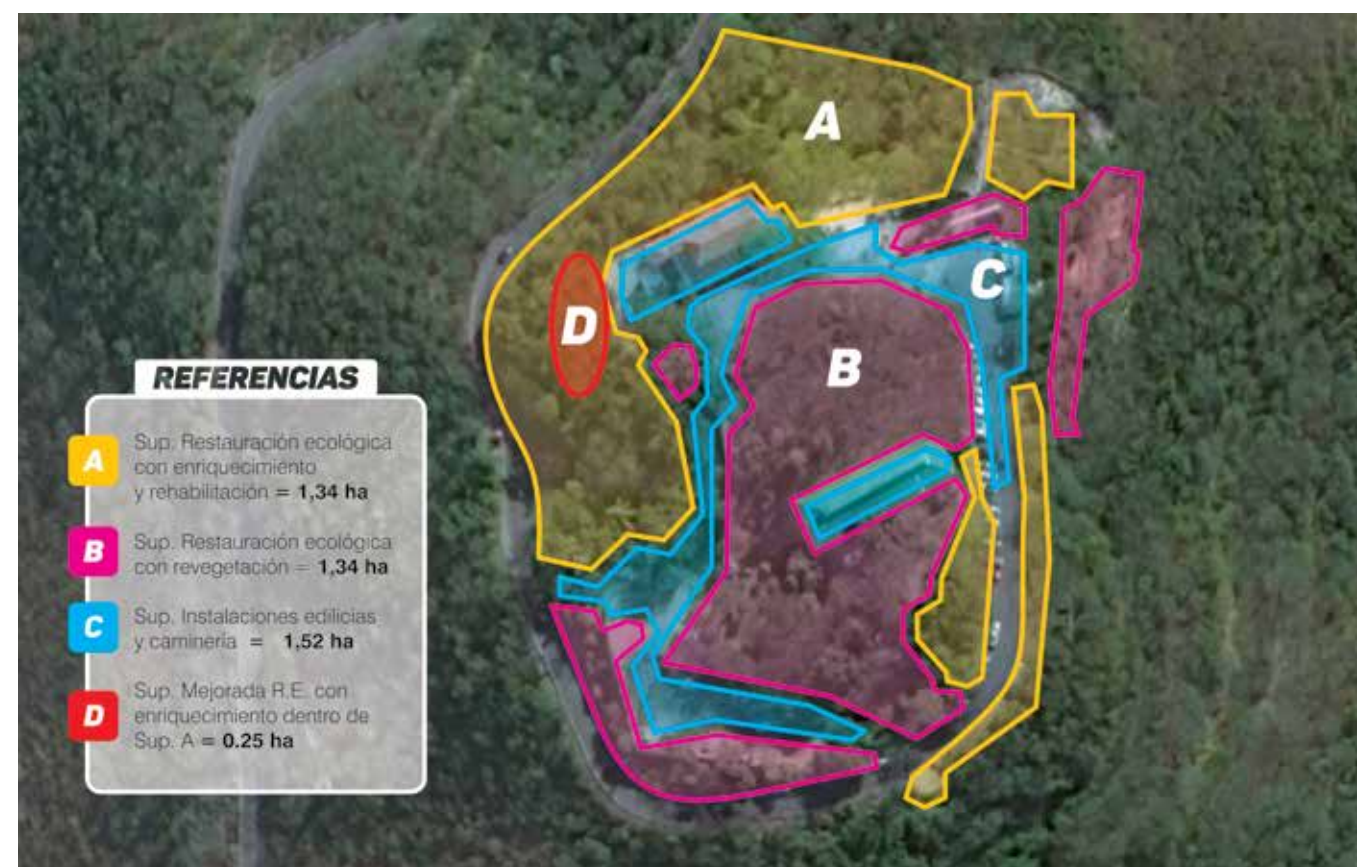 A
D
C
B
REFERENCIAS
A
Sup. Restauración ecológica
con enriquecimiento
y rehabilitación = 1,34 ha
B
Sup. Restauración ecológica
con revegetación = 1,34 ha
C
Sup. Instalaciones edilicias
y caminería = 1,52 ha
D
Sup. Mejorada R.E. con
enriquecimiento dentro de
Sup. A = 0.25 ha